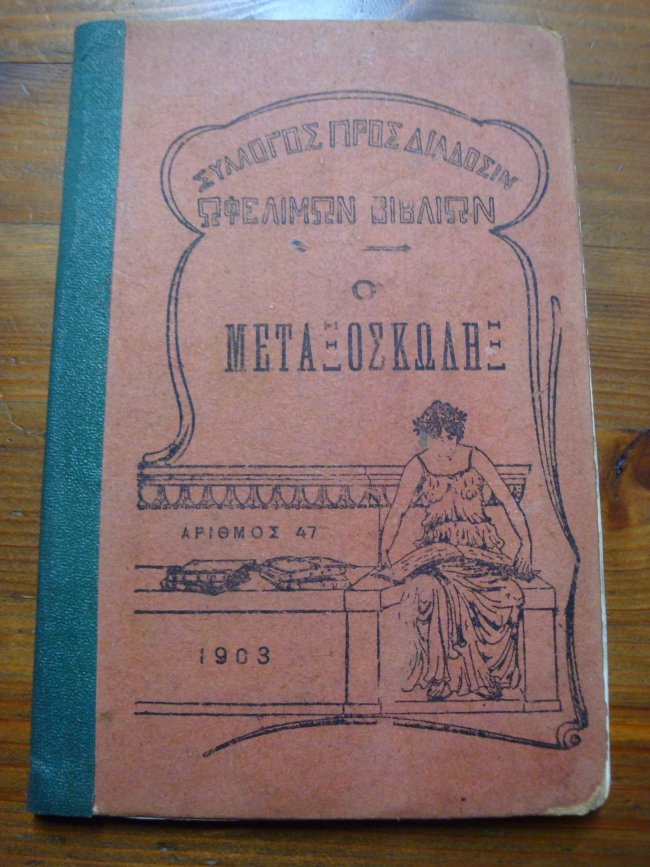 ΣΥΛΛΟΓΟΣ ΠΡΟΣ ΔΙΑΔΟΣΙΝ
ΩΦΕΛΙΜΩΝ ΒΙΒΛΙΩΝ
Ο
ΜΕΤΑΞΟΣΚΩΛΗΞ
ΑΡΙΘΜΟΣ 47
1903